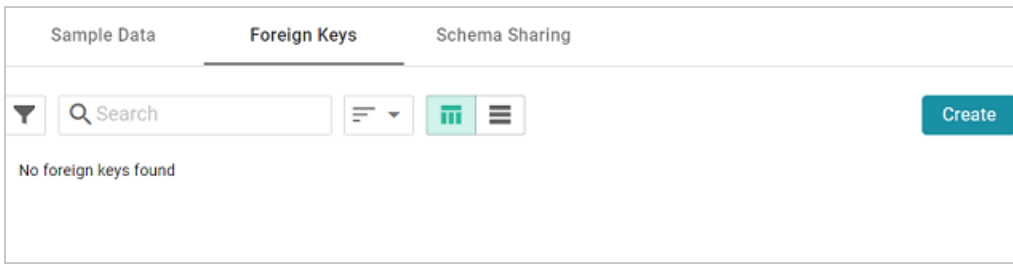 Sample Data
Foreign Keys
Schema Sharing
Search
Create
No foreign keys found